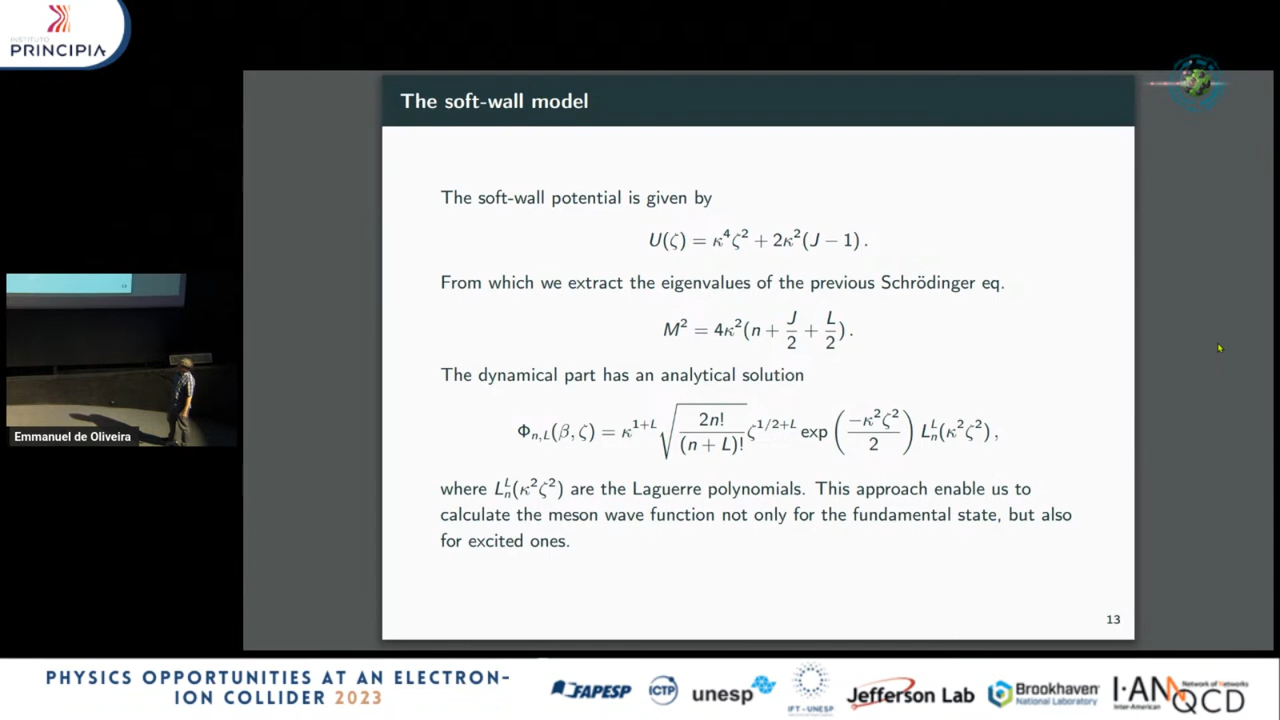 INSTITUTO
PRINCIPIA
The soft-wall model
The soft-wall potential is given by
U(ζ) = κ⁴ζ² + 2κ²(J − 1) .
From which we extract the eigenvalues of the previous Schrödinger eq.
M² = 4κ²(n + J/2 + L/2) .
The dynamical part has an analytical solution
Φₙ,L(β, ζ) = κ^{1+L} √(2n!/(n + L)!) ζ^{1/2+L} exp(−κ²ζ²/2) L_n^L(κ²ζ²) ,
where L_n^L(κ²ζ²) are the Laguerre polynomials. This approach enable us to
calculate the meson wave function not only for the fundamental state, but also
for excited ones.
13
Emmanuel de Oliveira
PHYSICS OPPORTUNITIES AT AN ELECTRON-
ION COLLIDER 2023
FAPESP
ICTP
unesp
IFT - UNESP
Jefferson Lab
Brookhaven
National Laboratory
I·ANQCD
Inter-American
Network of Networks